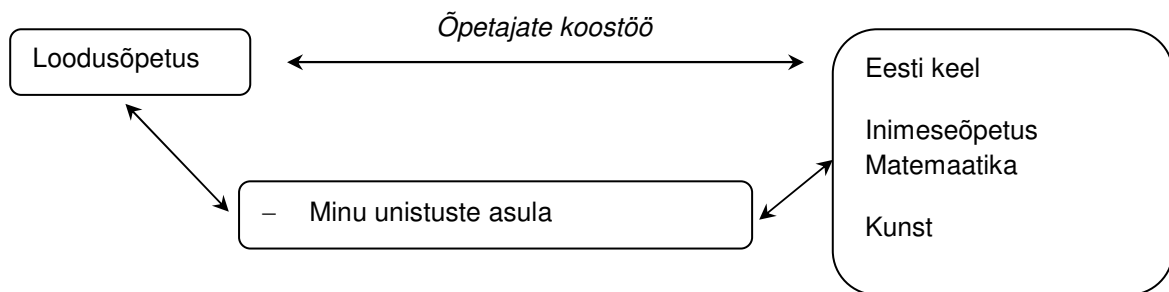 Õpetajate koostöö
Loodusõpetus
Eesti keel
Inimeseõpetus
Matemaatika
Kunst
– Minu unistuste asula